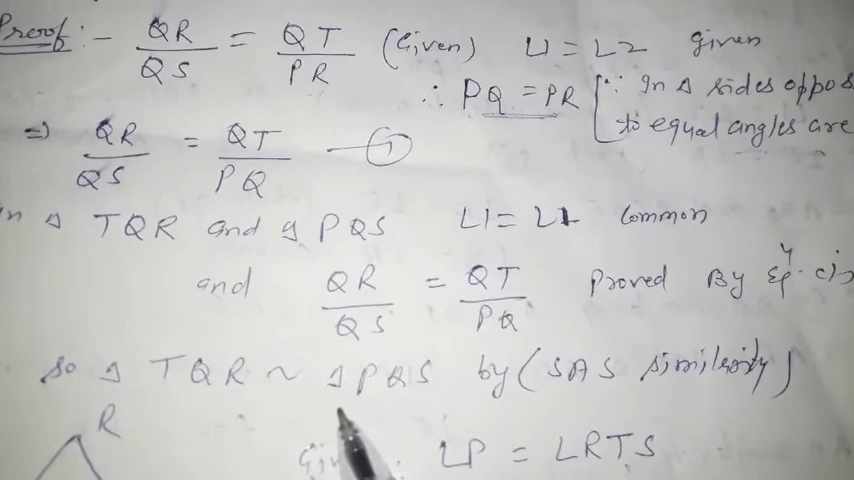 Proof :- QR/QS = QT/PR (Given) ∠1 = ∠2 given
∴ PQ = PR [∵ In Δ sides oppos
to equal angles are
⇒ QR/QS = QT/PQ —①
In Δ TQR and Δ PQS ∠1 = ∠1 common
and QR/QS = QT/PQ Proved By
so Δ TQR ~ Δ PQS by (SAS similarity)
R
∠P = ∠RTS